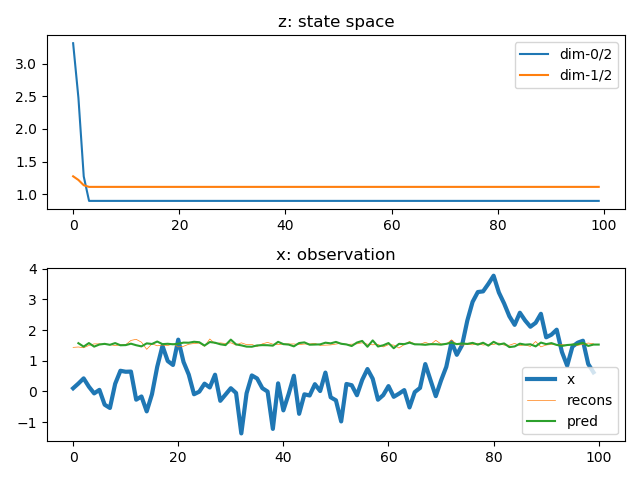 z: state space
3.0
2.5
2.0
1.5
1.0
dim-0/2
dim-1/2
0 20 40 60 80 100
x: observation
4
3
2
1
0
−1
x
recons
pred
0 20 40 60 80 100